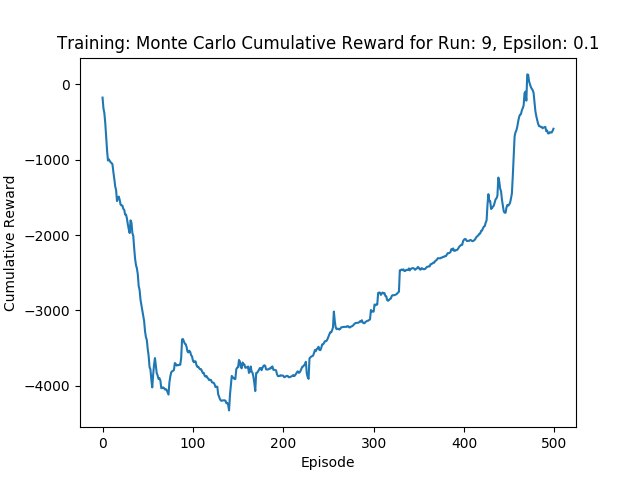 Training: Monte Carlo Cumulative Reward for Run: 9, Epsilon: 0.1
Cumulative Reward
0
−1000
−2000
−3000
−4000
0 100 200 300 400 500
Episode